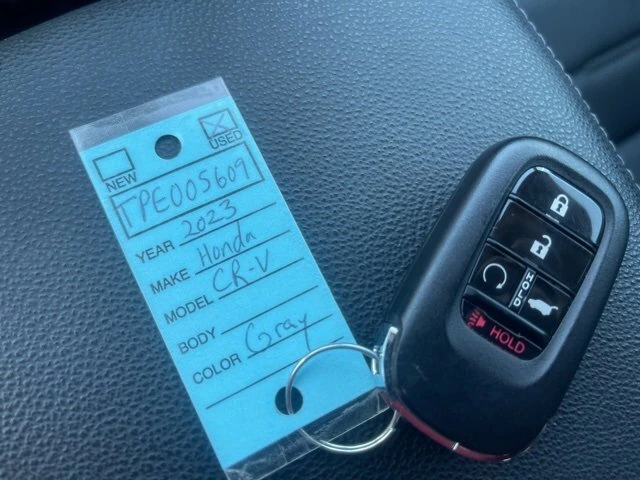 NEW USED
TPE005609
YEAR 2023
MAKE Honda
MODEL CR-V
BODY
COLOR Gray
HOLD
HOLD